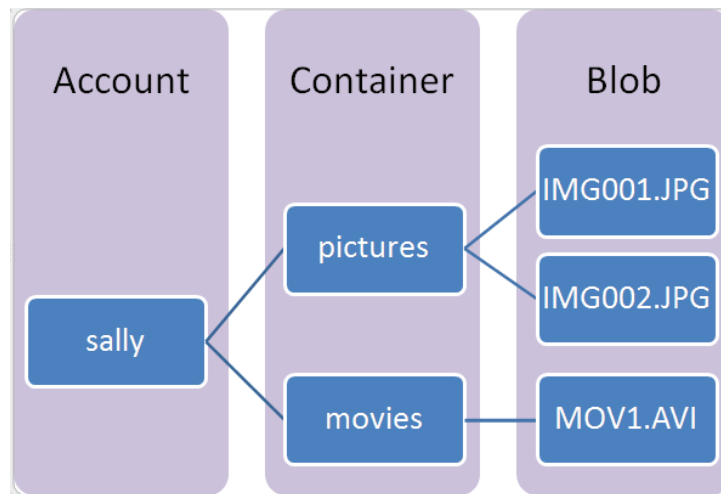 Account
Container
Blob
sally
pictures
movies
IMG001.JPG
IMG002.JPG
MOV1.AVI